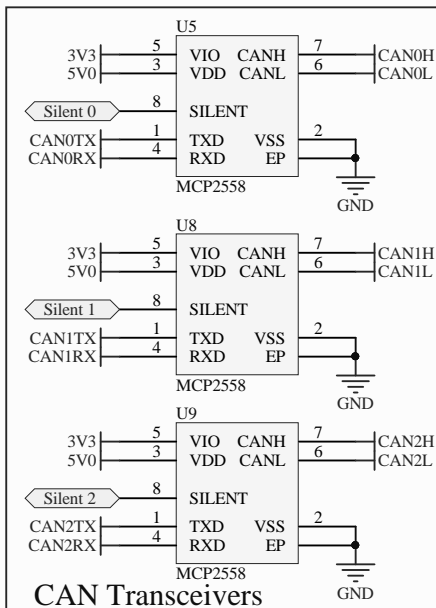 U5
5 7
3V3 VIO CANH CAN0H
3 6
5V0 VDD CANL CAN0L
8
Silent 0 SILENT
1 2
CAN0TX TXD VSS
4
CAN0RX RXD EP
MCP2558
GND
U8
5 7
3V3 VIO CANH CAN1H
3 6
5V0 VDD CANL CAN1L
8
Silent 1 SILENT
1 2
CAN1TX TXD VSS
4
CAN1RX RXD EP
MCP2558
GND
U9
5 7
3V3 VIO CANH CAN2H
3 6
5V0 VDD CANL CAN2L
8
Silent 2 SILENT
1 2
CAN2TX TXD VSS
4
CAN2RX RXD EP
MCP2558
GND
CAN Transceivers